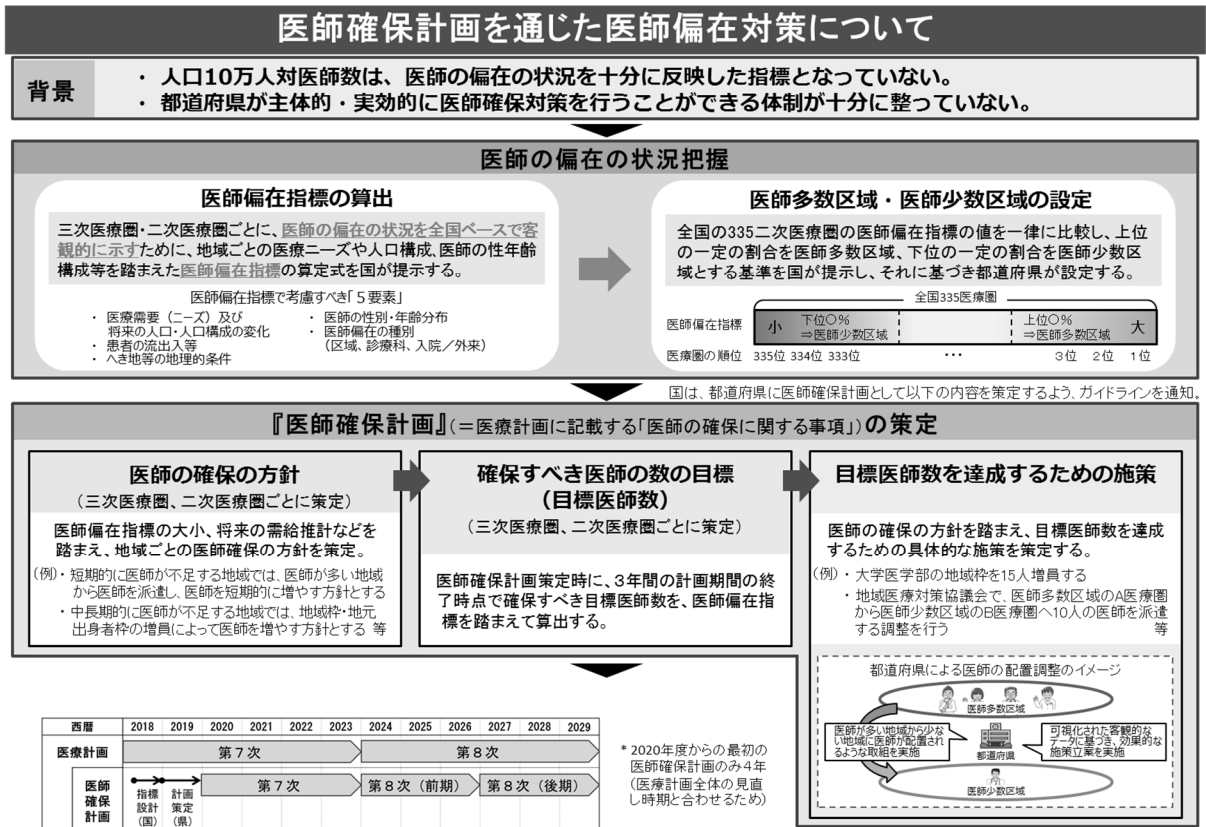 医師確保計画を通じた医師偏在対策について
背景
・ 人口10万人対医師数は、医師の偏在の状況を十分に反映した指標となっていない。
・ 都道府県が主体的・実効的に医師確保対策を行うことができる体制が十分に整っていない。
医師の偏在の状況把握
医師偏在指標の算出
三次医療圏・二次医療圏ごとに、医師の偏在の状況を全国ベースで客
観的に示すために、地域ごとの医療ニーズや人口構成、医師の性年齢
構成等を踏まえた医師偏在指標の算定式を国が提示する。
医師偏在指標で考慮すべき「５要素」
・ 医療需要（ニーズ）及び
将来の人口・人口構成の変化
・ 患者の流出入等
・ へき地等の地理的条件
・ 医師の性別・年齢分布
・ 医師偏在の種別
（区域、診療科、入院／外来）
医師多数区域・医師少数区域の設定
全国の335二次医療圏の医師偏在指標の値を一律に比較し、上位
の一定の割合を医師多数区域、下位の一定の割合を医師少数区
域とする基準を国が提示し、それに基づき都道府県が設定する。
全国335医療圏
医師偏在指標
小
下位○％
⇒医師少数区域
上位○％
⇒医師多数区域
大
医療圏の順位 335位 334位 333位 ･･･ ３位 ２位 １位
国は、都道府県に医師確保計画として以下の内容を策定するよう、ガイドラインを通知。
『医師確保計画』（＝医療計画に記載する「医師の確保に関する事項」）の策定
医師の確保の方針
（三次医療圏、二次医療圏ごとに策定）
医師偏在指標の大小、将来の需給推計などを
踏まえ、地域ごとの医師確保の方針を策定。
（例）・ 短期的に医師が不足する地域では、医師が多い地域
から医師を派遣し、医師を短期的に増やす方針とする
・ 中長期的に医師が不足する地域では、地域枠・地元
出身者枠の増員によって医師を増やす方針とする 等
確保すべき医師の数の目標
（目標医師数）
（三次医療圏、二次医療圏ごとに策定）
医師確保計画策定時に、３年間の計画期間の終
了時点で確保すべき目標医師数を、医師偏在指
標を踏まえて算出する。
目標医師数を達成するための施策
医師の確保の方針を踏まえ、目標医師数を達成
するための具体的な施策を策定する。
（例）・ 大学医学部の地域枠を15人増員する
・ 地域医療対策協議会で、医師多数区域のA医療圏
から医師少数区域のB医療圏へ10人の医師を派遣
する調整を行う 等
都道府県による医師の配置調整のイメージ
医師多数区域
医師が多い地域から少な
い地域に医師が配置され
るような取組を実施
都道府県
可視化された客観的な
データに基づき、効果的な
施策立案を実施
医師少数区域
西暦 2018 2019 2020 2021 2022 2023 2024 2025 2026 2027 2028 2029
医療計画 第７次 第８次
医師
確保
計画
指標
設計
（国）
計画
策定
（県）
第７次 第８次（前期） 第８次（後期）
＊2020年度からの最初の
医師確保計画のみ４年
（医療計画全体の見直
し時期と合わせるため）